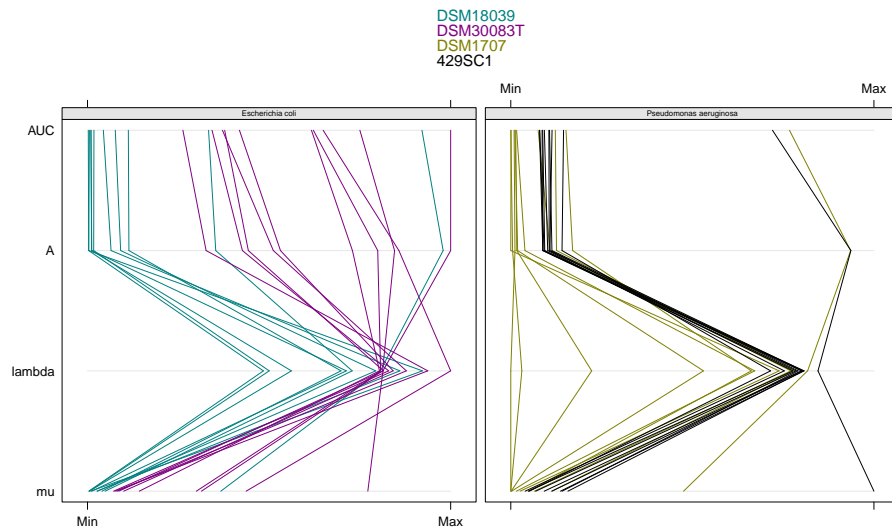 DSM18039
DSM30083T
DSM1707
429SC1
Min Max
Escherichia coli Pseudomonas aeruginosa
AUC
A
lambda
mu
Min Max